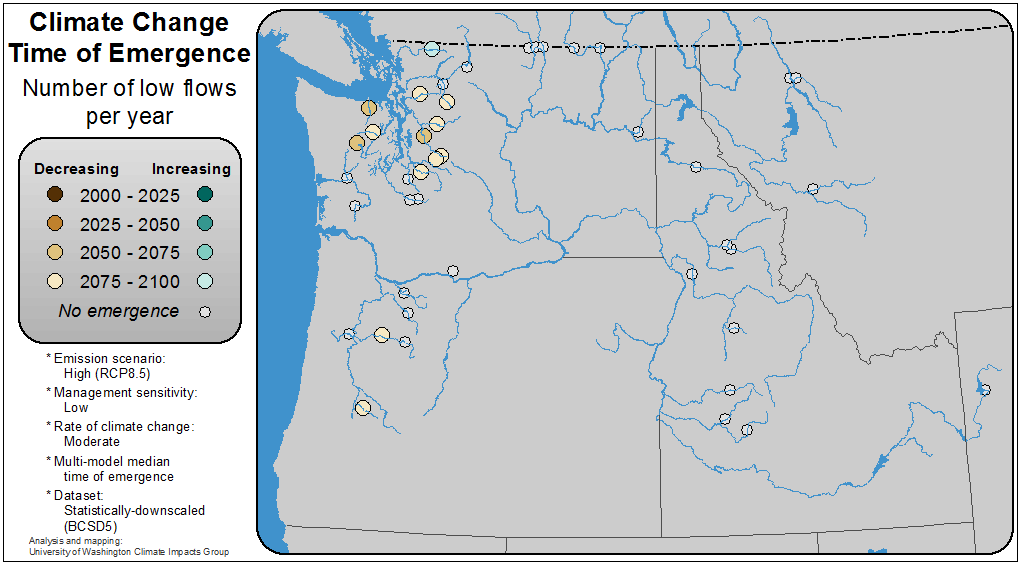 Climate Change
Time of Emergence
Number of low flows
per year
Decreasing Increasing
2000 - 2025
2025 - 2050
2050 - 2075
2075 - 2100
No emergence
* Emission scenario:
High (RCP8.5)
* Management sensitivity:
Low
* Rate of climate change:
Moderate
* Multi-model median
time of emergence
* Dataset:
Statistically-downscaled
(BCSD5)
Analysis and mapping:
University of Washington Climate Impacts Group